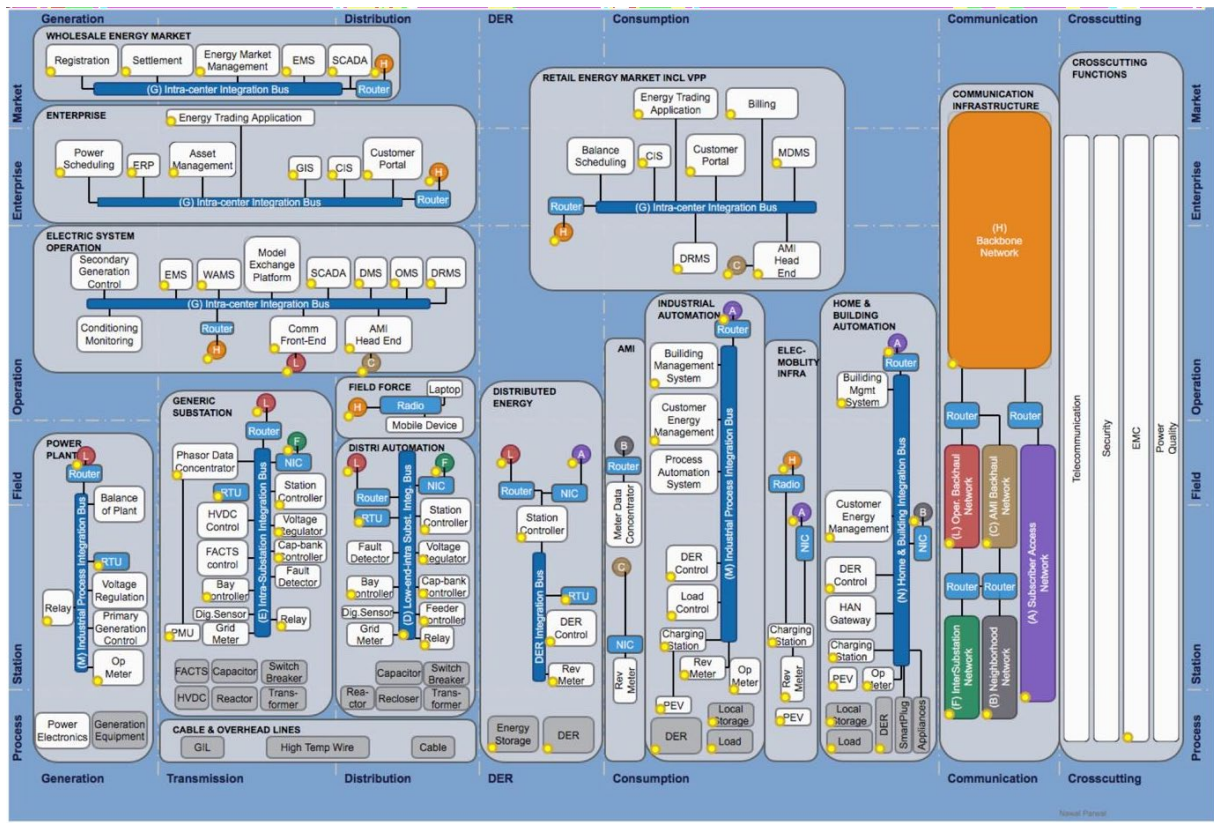 Generation
Distribution
DER
Consumption
Communication
Crosscutting
Market
Enterprise
Operation
Field
Station
Process
WHOLESALE ENERGY MARKET
Registration
Settlement
Energy Market
Management
EMS
SCADA
H
(G) Intra-center Integration Bus
Router
ENTERPRISE
Energy Trading Application
Power
Scheduling
ERP
Asset
Management
GIS
CIS
Customer
Portal
H
(G) Intra-center Integration Bus
Router
ELECTRIC SYSTEM
OPERATION
Secondary
Generation
Control
EMS
WAMS
Model
Exchange
Platform
SCADA
DMS
OMS
DRMS
(G) Intra-center Integration Bus
Conditioning
Monitoring
Router
H
Comm
Front-End
L
AMI
Head End
C
RETAIL ENERGY MARKET INCL VPP
Energy Trading
Application
Billing
Balance
Scheduling
CIS
Customer
Portal
MDMS
Router
(G) Intra-center Integration Bus
H
DRMS
C
AMI
Head
End
POWER
PLANT
L
Router
(M) Industrial Process Integration Bus
Balance
of Plant
RTU
Voltage
Regulation
Relay
Primary
Generation
Control
Op
Meter
Power
Electronics
Generation
Equipment
GENERIC
SUBSTATION
L
Router
F
NIC
Phasor Data
Concentrator
(E) Intra-Substation Integration Bus
RTU
Station
Controller
HVDC
Control
Voltage
Regulator
FACTS
control
Cap-bank
Controller
Bay
Controller
Fault
Detector
Dig.Sensor
PMU
Grid
Meter
Relay
FACTS
Capacitor
Switch
Breaker
HVDC
Reactor
Trans-
former
FIELD FORCE
Laptop
H
Radio
Mobile Device
DISTRI AUTOMATION
L
F
Router
NIC
RTU
(D) Low-end-intra Subst. Integ. Bus
Station
Controller
Fault
Detector
Voltage
Regulator
Bay
Controller
Cap-bank
Controller
Dig.Sensor
Feeder
Controller
Grid
Meter
Relay
Capacitor
Switch
Breaker
Rea-
ctor
Recloser
Trans-
former
CABLE & OVERHEAD LINES
GIL
High Temp Wire
Cable
DISTRIBUTED
ENERGY
L
A
Router
NIC
Station
Controller
DER Integration Bus
RTU
DER
Control
Rev
Meter
Energy
Storage
DER
AMI
B
Router
Meter Data
Concentrator
C
NIC
Rev
Meter
INDUSTRIAL
AUTOMATION
A
Router
Builiding
Management
System
Customer
Energy
Management
Process
Automation
System
(M) Industrial Process Integration Bus
DER
Control
Load
Control
Charging
Station
Rev
Meter
Op
Meter
PEV
Local
Storage
DER
Load
ELEC-
MOBLITY
INFRA
H
Radio
A
NIC
Charging
Station
Rev
Meter
PEV
HOME &
BUILDING
AUTOMATION
A
Router
Builiding
Mgmt
System
(N) Home & Building Integration Bus
Customer
Energy
Management
B
NIC
DER
Control
HAN
Gateway
Charging
Station
PEV
Op
Meter
Local
Storage
Load
DER
SmartPlug
Appliances
COMMUNICATION
INFRASTRUCTURE
(H)
Backbone
Network
Router
Router
(L) Oper. Backhaul
Network
(C) AMI Backhaul
Network
(A) Subscriber Access
Network
Router
Router
(F) InterSubstation
Network
(B) Neighborhood
Network
CROSSCUTTING
FUNCTIONS
Telecommunication
Security
EMC
Power
Quality
Market
Enterprise
Operation
Field
Station
Process
Generation
Transmission
Distribution
DER
Consumption
Communication
Crosscutting